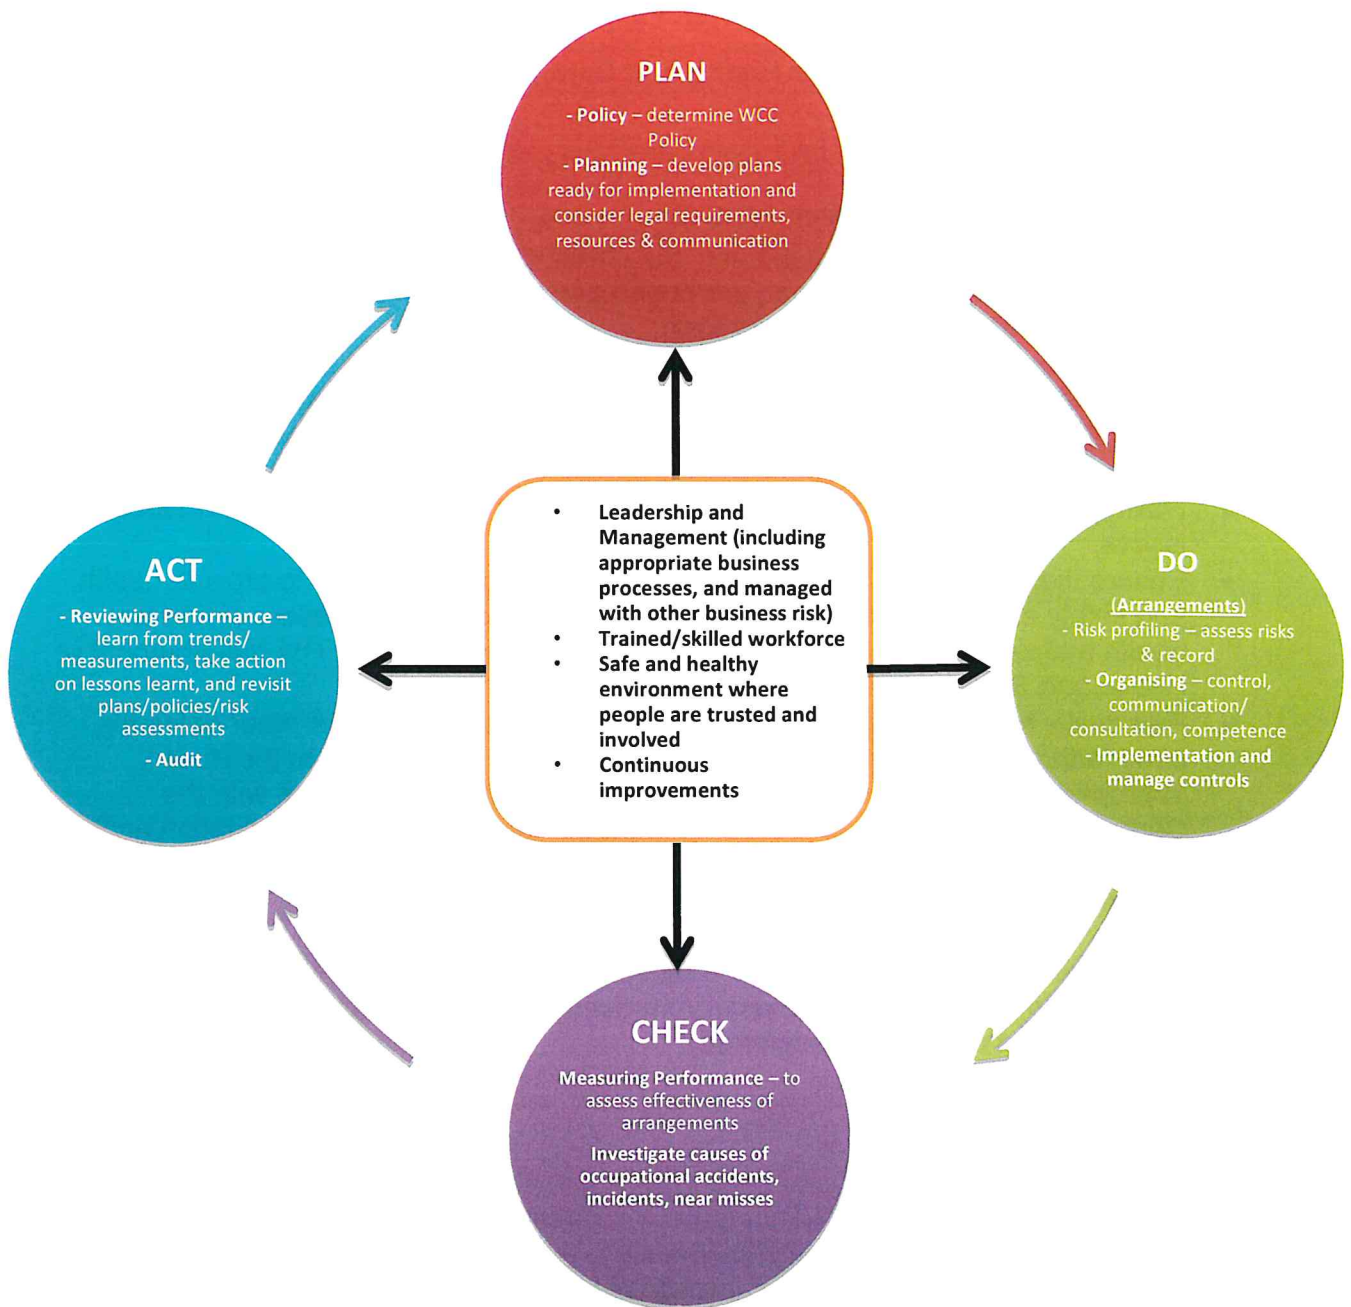 PLAN
- Policy – determine WCC
Policy
- Planning – develop plans
ready for implementation and
consider legal requirements,
resources & communication
DO
(Arrangements)
- Risk profiling – assess risks
& record
- Organising – control,
communication/
consultation, competence
- Implementation and
manage controls
CHECK
Measuring Performance – to
assess effectiveness of
arrangements
Investigate causes of
occupational accidents,
incidents, near misses
ACT
- Reviewing Performance –
learn from trends/
measurements, take action
on lessons learnt, and revisit
plans/policies/risk
assessments
- Audit
• Leadership and
Management (including
appropriate business
processes, and managed
with other business risk)
• Trained/skilled workforce
• Safe and healthy
environment where
people are trusted and
involved
• Continuous
improvements